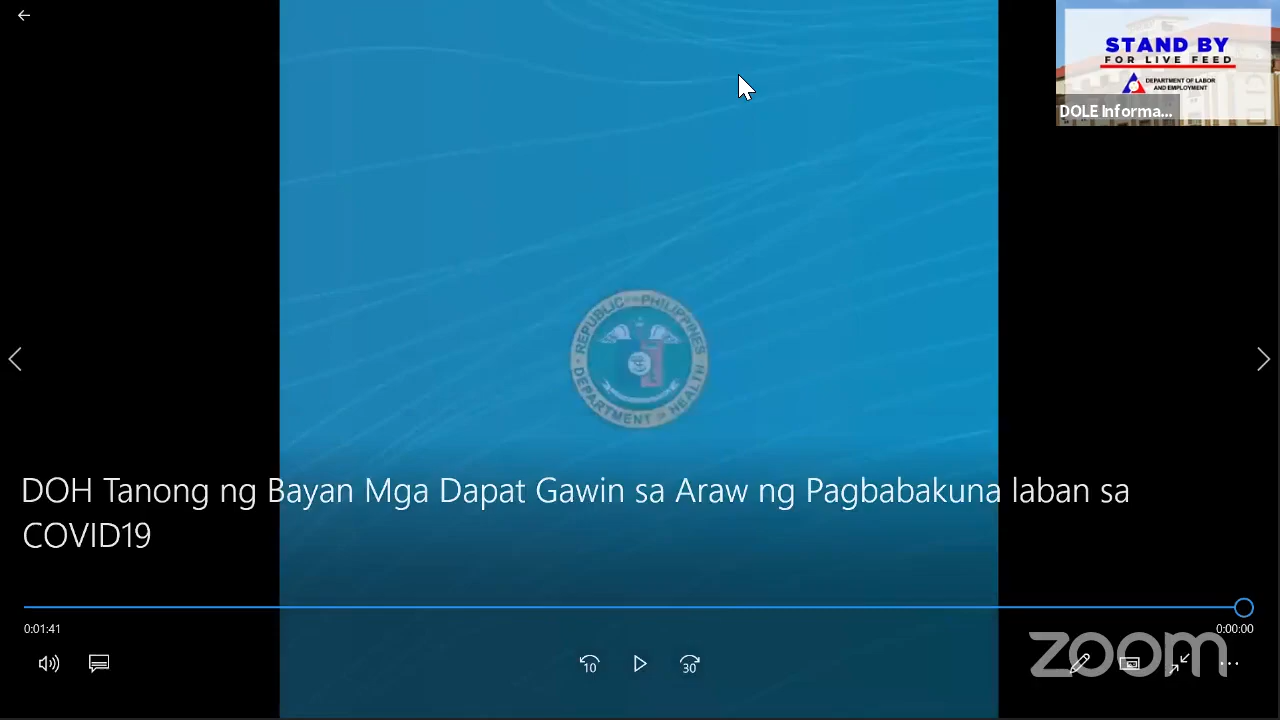 STAND BY
FOR LIVE FEED
DEPARTMENT OF LABOR
AND EMPLOYMENT
DOLE Informa...
REPUBLIC OF THE PHILIPPINES
DEPARTMENT OF HEALTH
DOH Tanong ng Bayan Mga Dapat Gawin sa Araw ng Pagbabakuna laban sa
COVID19
0:01:41
0:00:00
10
30
zoom